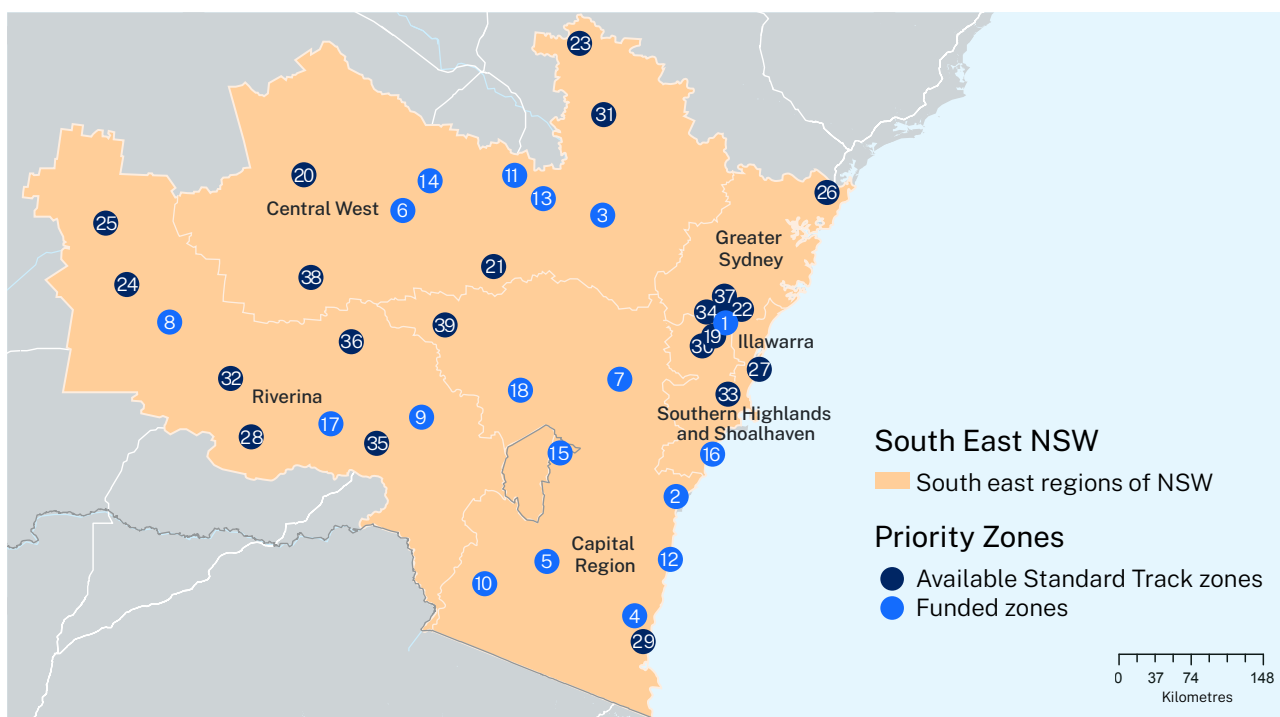 23
31
20
14
11
26
13
Central West
6
3
25
Greater
Sydney
21
38
24
37
34
22
8
1
39
19
36
30
Illawarra
27
32
7
18
33
Riverina
Southern Highlands
and Shoalhaven
9
17
28
35
15
16
2
Capital
Region
5
12
10
4
29
South East NSW
South east regions of NSW
Priority Zones
Available Standard Track zones
Funded zones
0 37 74 148
Kilometres